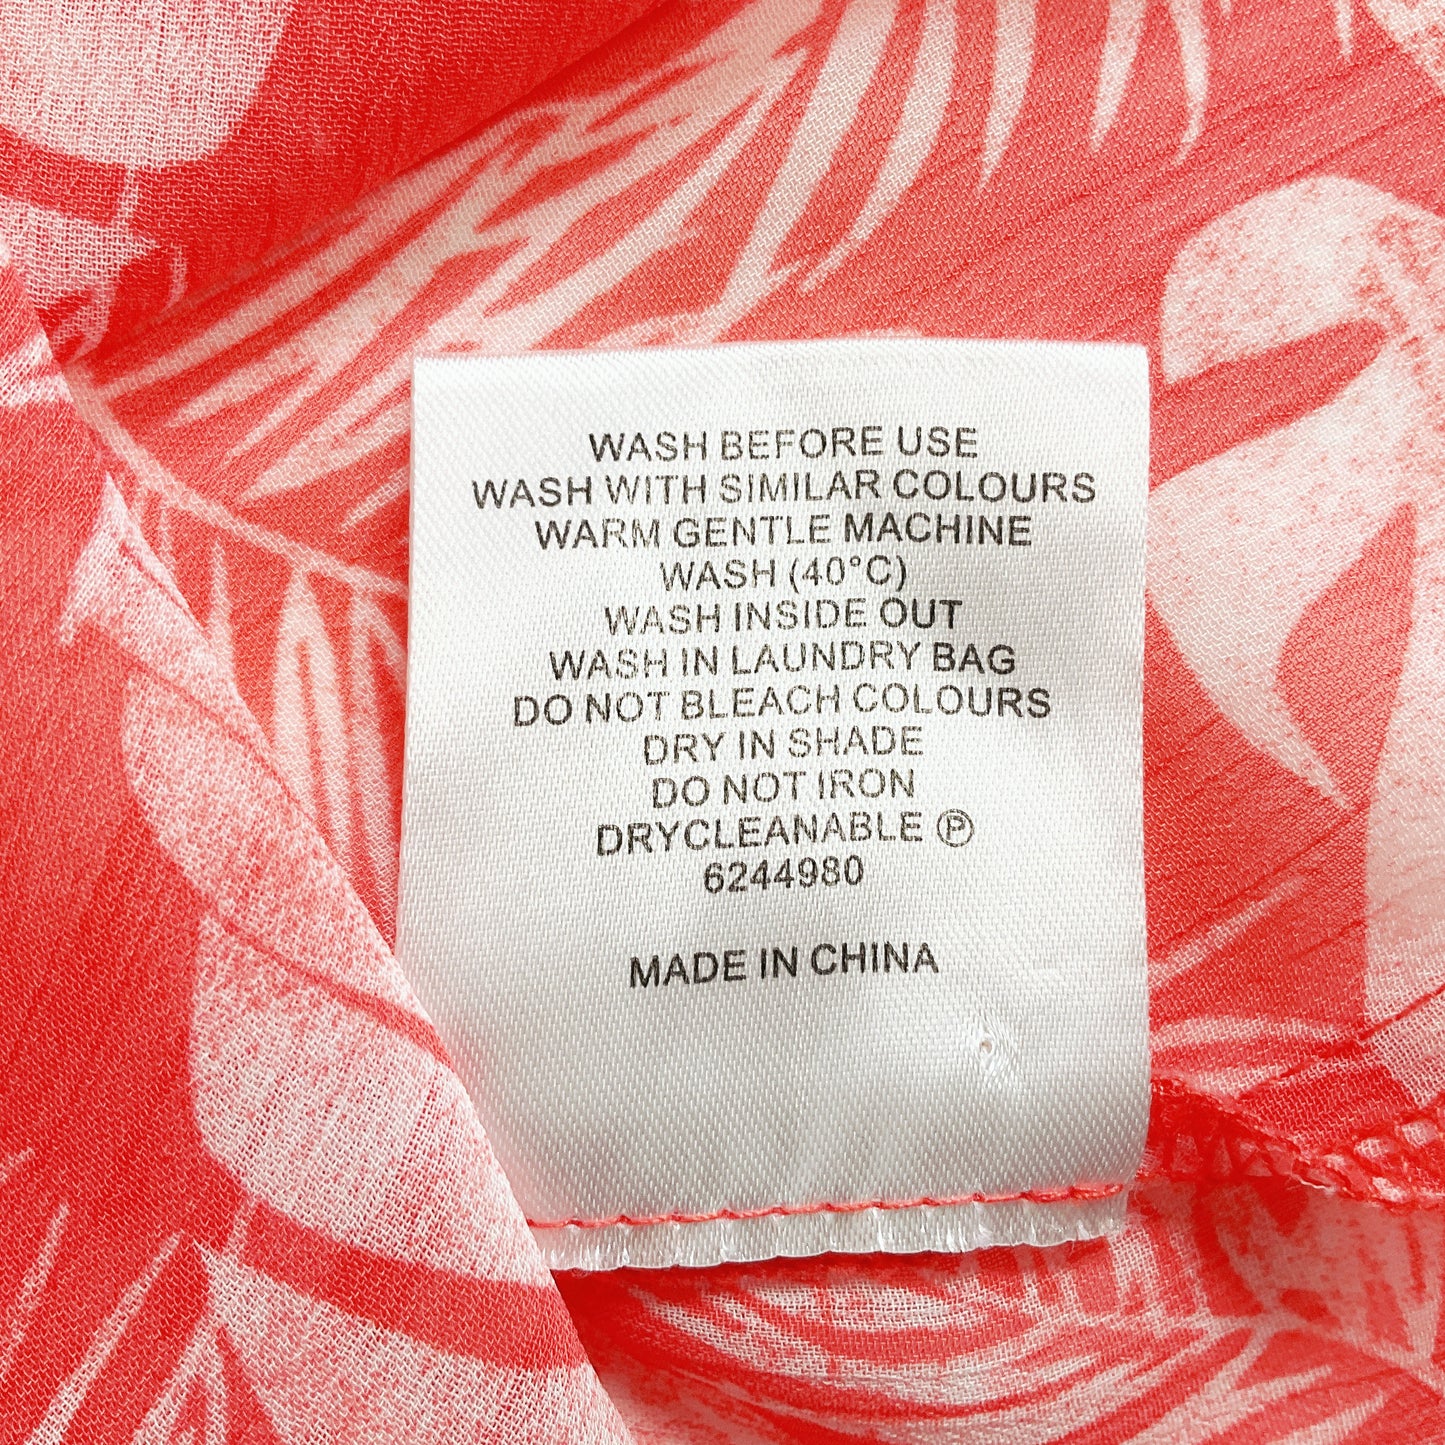 WASH BEFORE USE
WASH WITH SIMILAR COLOURS
WARM GENTLE MACHINE
WASH (40°C)
WASH INSIDE OUT
WASH IN LAUNDRY BAG
DO NOT BLEACH COLOURS
DRY IN SHADE
DO NOT IRON
DRYCLEANABLE Ⓟ
6244980
MADE IN CHINA